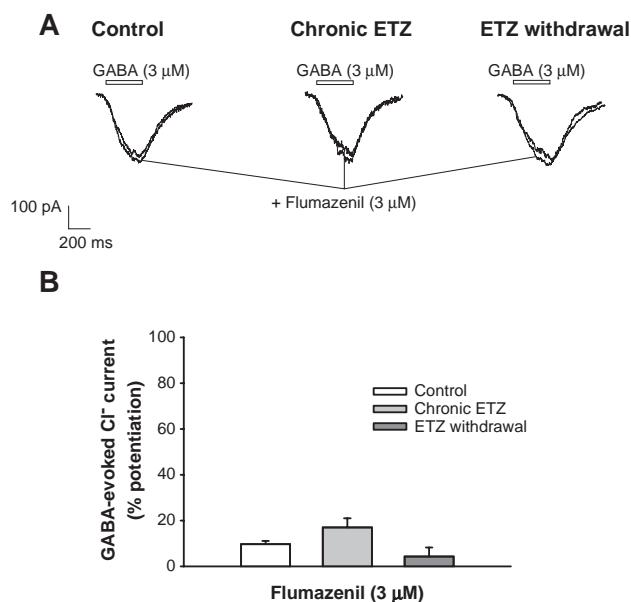 A
Control
Chronic ETZ
ETZ withdrawal
GABA (3 μM)
GABA (3 μM)
GABA (3 μM)
+ Flumazenil (3 μM)
100 pA
200 ms
B
GABA-evoked Cl⁻ current
(% potentiation)
100
80
60
40
20
0
Control
Chronic ETZ
ETZ withdrawal
Flumazenil (3 μM)